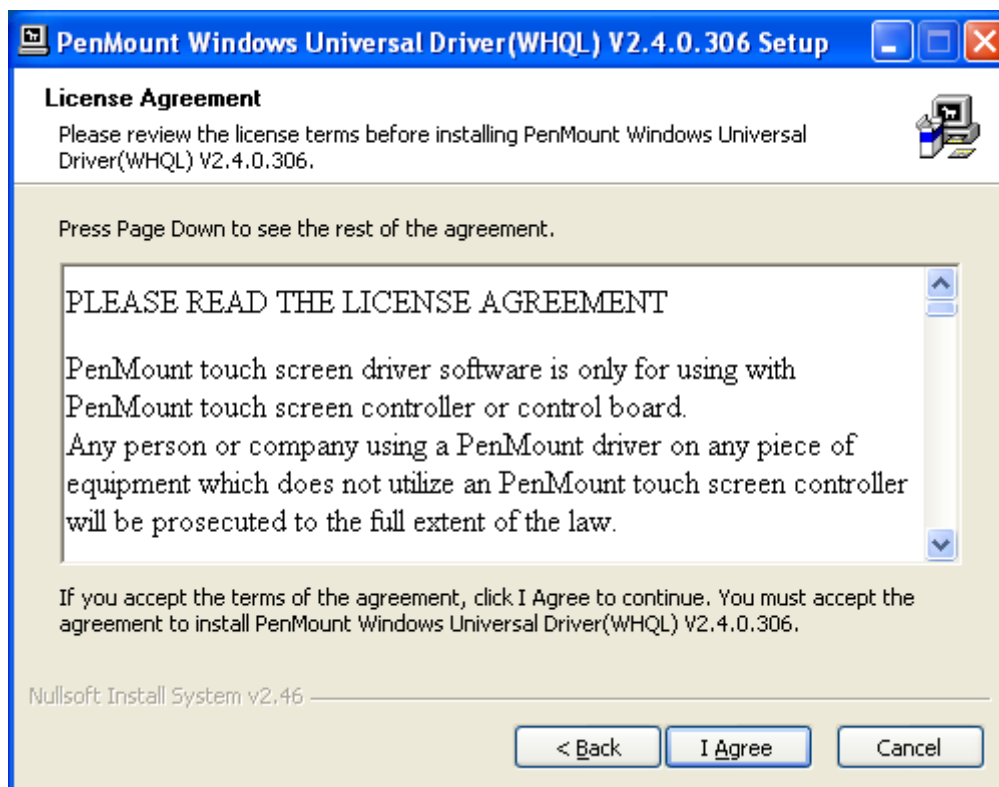 PenMount Windows Universal Driver(WHQL) V2.4.0.306 Setup
License Agreement
Please review the license terms before installing PenMount Windows Universal
Driver(WHQL) V2.4.0.306.
Press Page Down to see the rest of the agreement.
PLEASE READ THE LICENSE AGREEMENT
PenMount touch screen driver software is only for using with
PenMount touch screen controller or control board.
Any person or company using a PenMount driver on any piece of
equipment which does not utilize an PenMount touch screen controller
will be prosecuted to the full extent of the law.
If you accept the terms of the agreement, click I Agree to continue. You must accept the
agreement to install PenMount Windows Universal Driver(WHQL) V2.4.0.306.
Nullsoft Install System v2.46
< Back I Agree Cancel